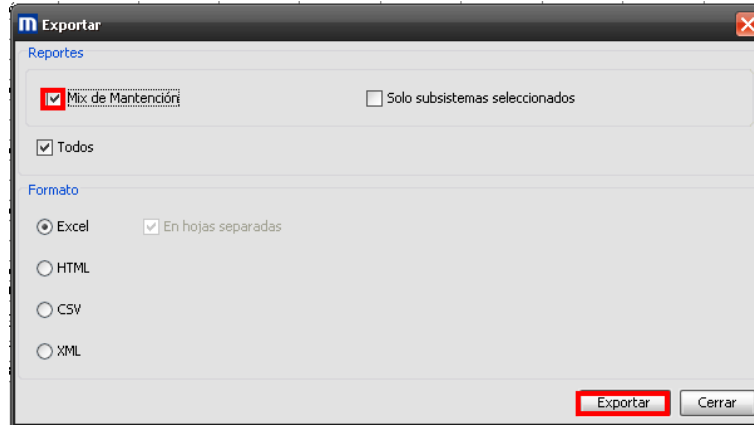 m Exportar
Reportes
Mix de Mantención
Solo subsistemas seleccionados
Todos
Formato
Excel
En hojas separadas
HTML
CSV
XML
Exportar
Cerrar